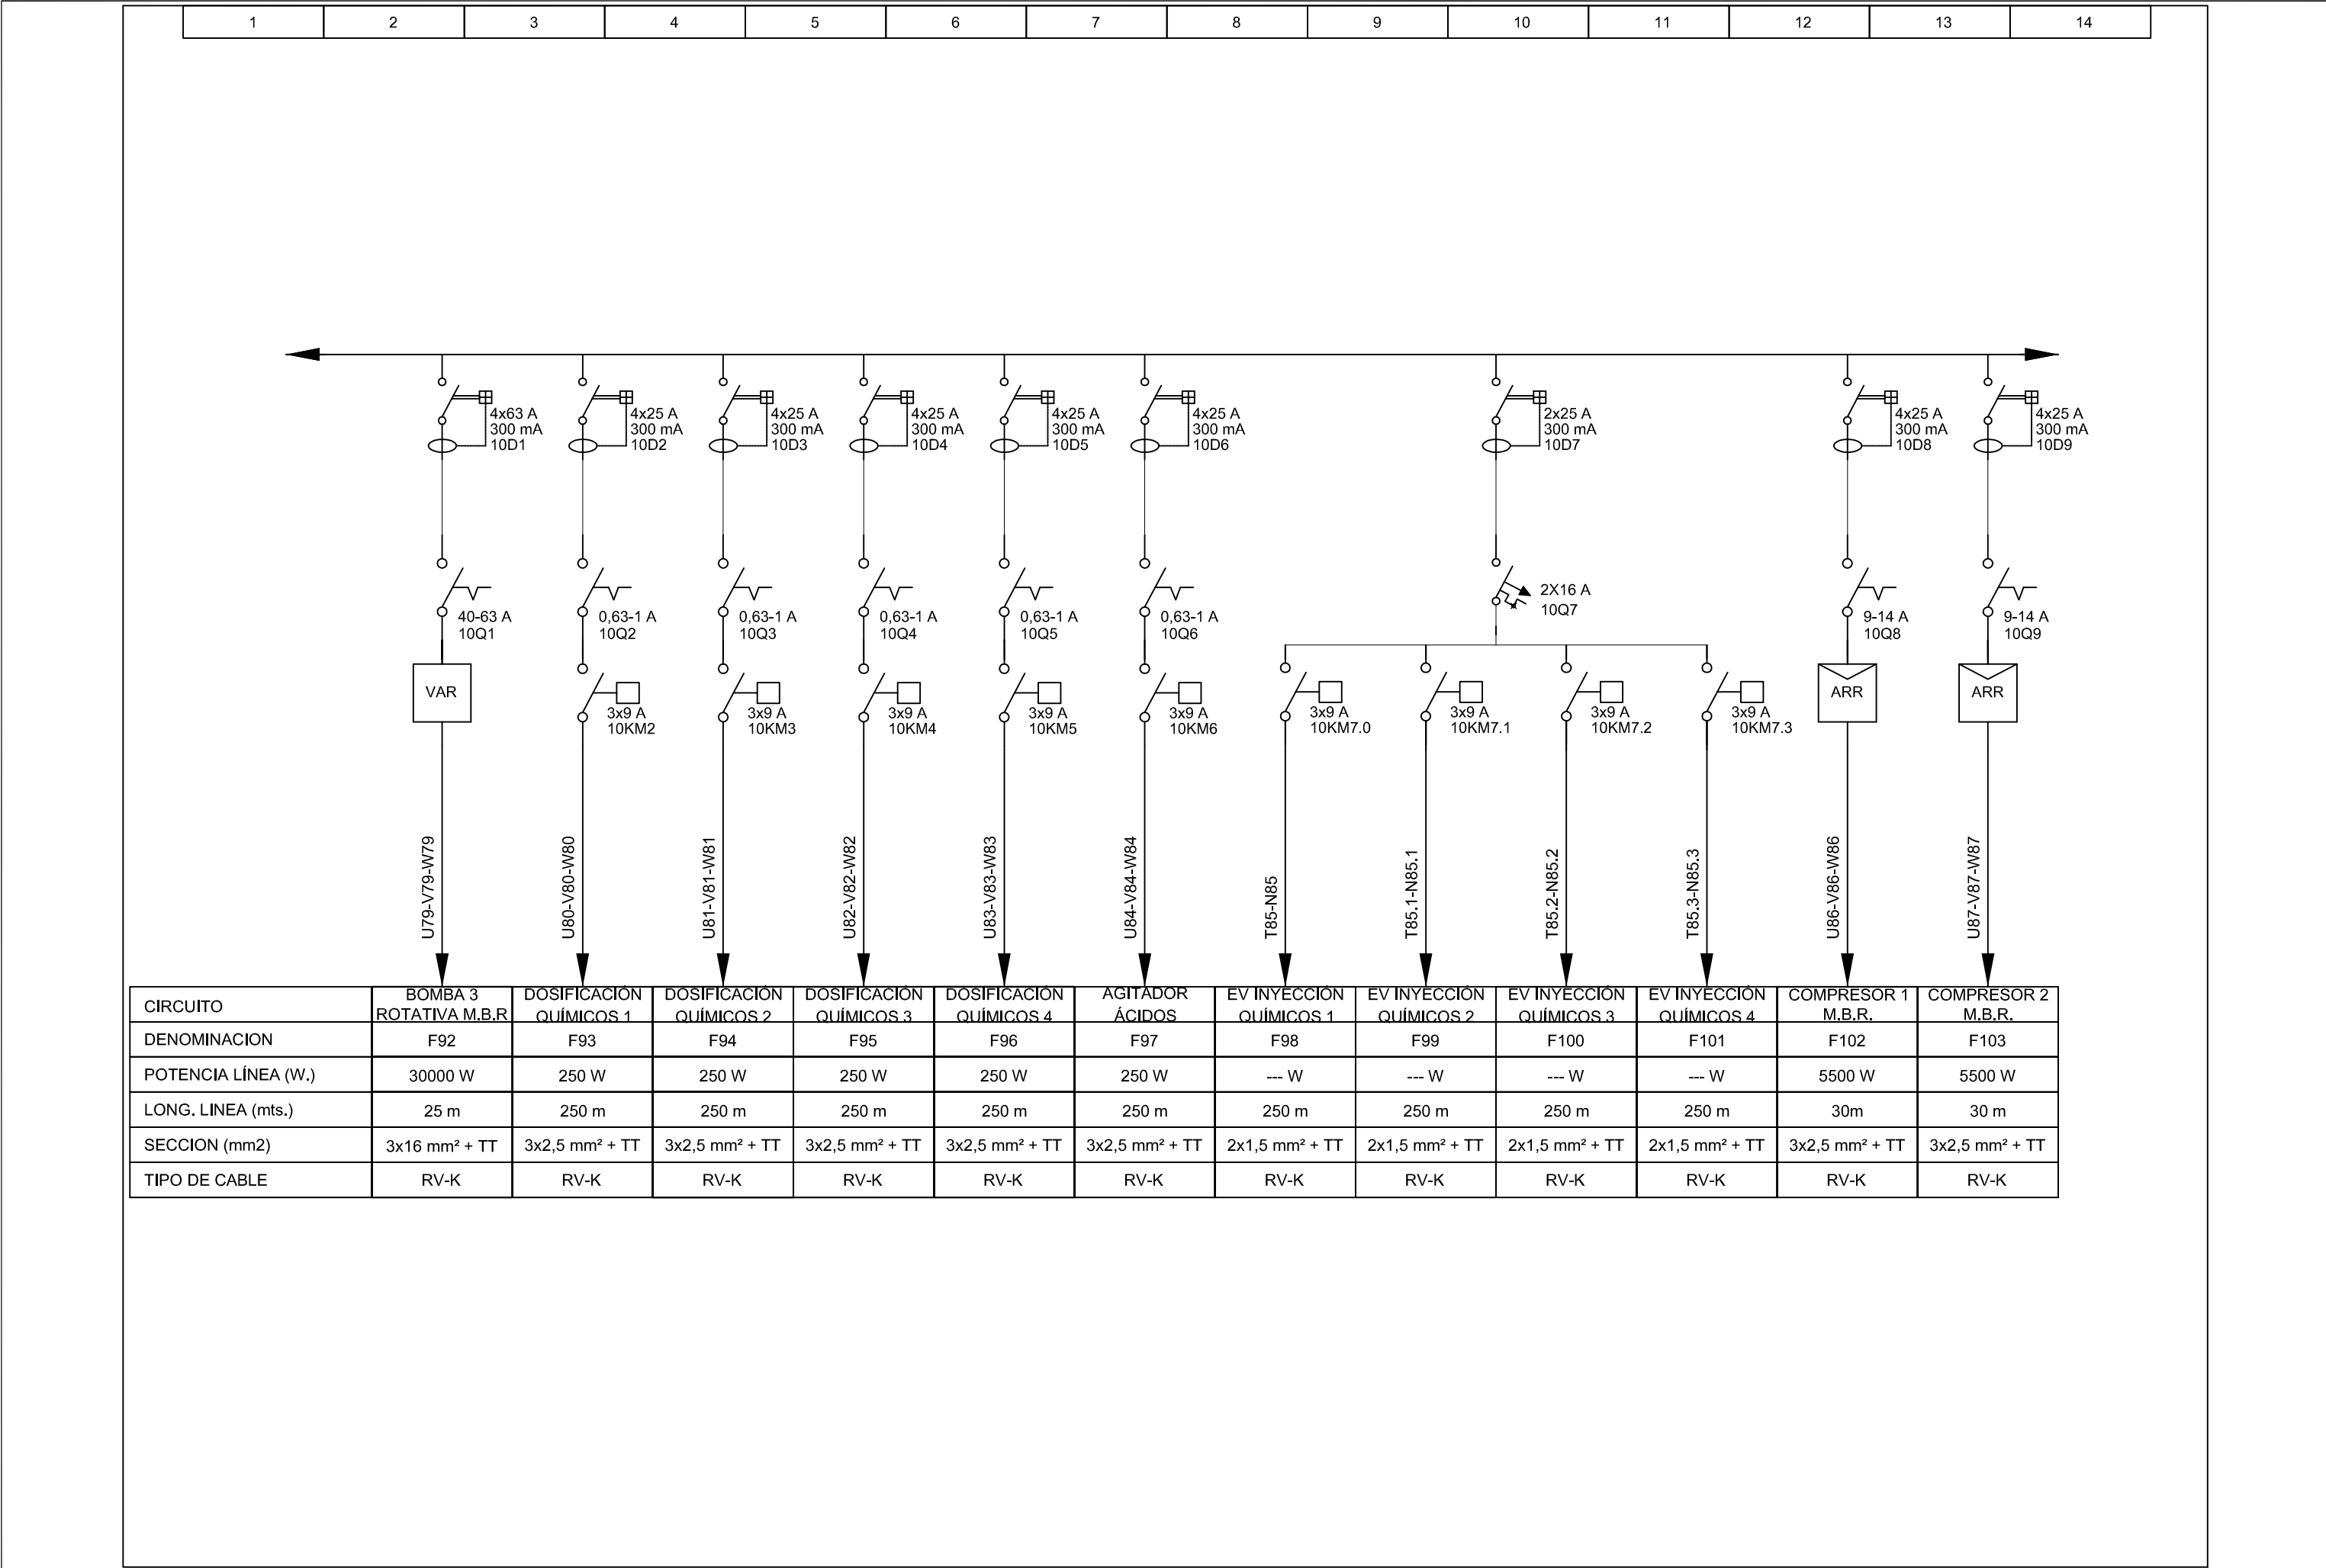 1 2 3 4 5 6 7 8 9 10 11 12 13 14
4x63 A 4x25 A 4x25 A 4x25 A 4x25 A 4x25 A 2x25 A 4x25 A 4x25 A
300 mA 300 mA 300 mA 300 mA 300 mA 300 mA 300 mA 300 mA 300 mA
10D1 10D2 10D3 10D4 10D5 10D6 10D7 10D8 10D9
2X16 A
10Q7
40-63 A 0,63-1 A 0,63-1 A 0,63-1 A 0,63-1 A 0,63-1 A 9-14 A 9-14 A
10Q1 10Q2 10Q3 10Q4 10Q5 10Q6 10Q8 10Q9
VAR ARR ARR
3x9 A 3x9 A 3x9 A 3x9 A 3x9 A 3x9 A 3x9 A 3x9 A 3x9 A
10KM2 10KM3 10KM4 10KM5 10KM6 10KM7.0 10KM7.1 10KM7.2 10KM7.3
U79-V79-W79
U80-V80-W80
U81-V81-W81
U82-V82-W82
U83-V83-W83
U84-V84-W84
T85-N85
T85.1-N85.1
T85.2-N85.2
T85.3-N85.3
U86-V86-W86
U87-V87-W87
CIRCUITO
BOMBA 3
ROTATIVA M.B.R
DOSIFICACIÓN
QUÍMICOS 1
DOSIFICACIÓN
QUÍMICOS 2
DOSIFICACIÓN
QUÍMICOS 3
DOSIFICACIÓN
QUÍMICOS 4
AGITADOR
ÁCIDOS
EV INYECCIÓN
QUÍMICOS 1
EV INYECCIÓN
QUÍMICOS 2
EV INYECCIÓN
QUÍMICOS 3
EV INYECCIÓN
QUÍMICOS 4
COMPRESOR 1
M.B.R.
COMPRESOR 2
M.B.R.
DENOMINACION F92 F93 F94 F95 F96 F97 F98 F99 F100 F101 F102 F103
POTENCIA LÍNEA (W.) 30000 W 250 W 250 W 250 W 250 W 250 W --- W --- W --- W --- W 5500 W 5500 W
LONG. LINEA (mts.) 25 m 250 m 250 m 250 m 250 m 250 m 250 m 250 m 250 m 250 m 30m 30 m
SECCION (mm2) 3x16 mm² + TT 3x2,5 mm² + TT 3x2,5 mm² + TT 3x2,5 mm² + TT 3x2,5 mm² + TT 3x2,5 mm² + TT 2x1,5 mm² + TT 2x1,5 mm² + TT 2x1,5 mm² + TT 2x1,5 mm² + TT 3x2,5 mm² + TT 3x2,5 mm² + TT
TIPO DE CABLE RV-K RV-K RV-K RV-K RV-K RV-K RV-K RV-K RV-K RV-K RV-K RV-K